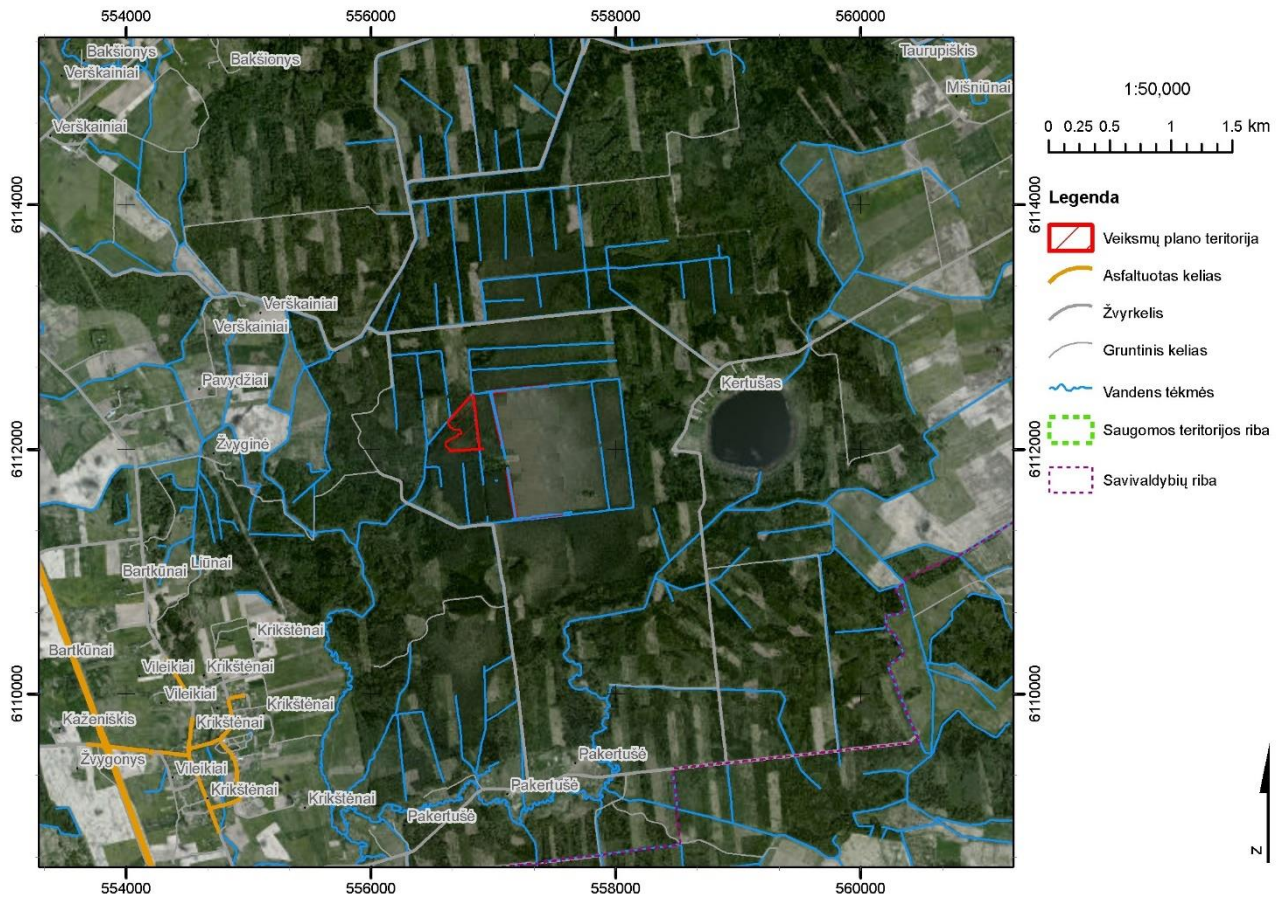 554000 556000 558000 560000
Bakšionys
Bakšionys
Verškainiai
Verškainiai
Taurupiškis
Mišniūnai
6114000
6114000
Verškainiai
Verškainiai
Pavydžiai
Kertušas
Žvyginė
6112000
6112000
Bartkūnai
Liūnai
Krikštėnai
Bartkūnai
Vileikiai
Krikštėnai
Vileikiai
Krikštėnai
Kaženiškis
Krikštėnai
6110000
6110000
Žvygonys
Vileikiai
Krikštėnai
Krikštėnai
Pakertušė
Pakertušė
Pakertušė
554000 556000 558000 560000
1:50,000
0 0.25 0.5 1 1.5 km
Legenda
Veiksmų plano teritorija
Asfaltuotas kelias
Žvyrkelis
Gruntinis kelias
Vandens tėkmės
Saugomos teritorijos riba
Savivaldybių riba
Z